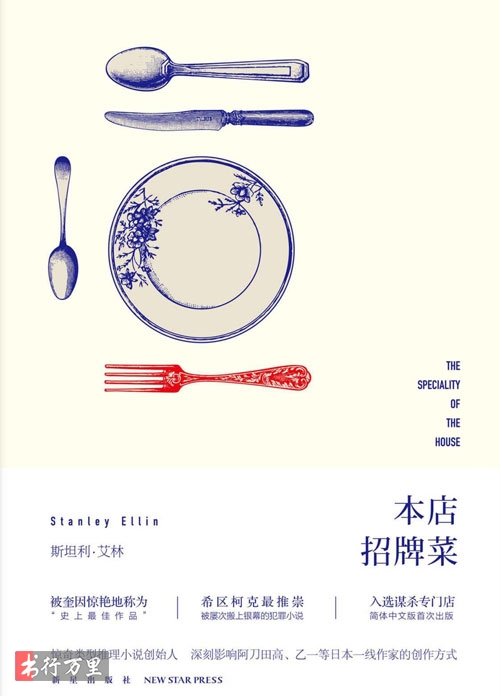 THE
SPECIALITY
OF
THE
HOUSE
Stanley Ellin
斯坦利·艾林
本店
招牌菜
被奎因惊艳地称为
“史上最佳作品”
希区柯克最推崇
被屡次搬上银幕的犯罪小说
入选谋杀专门店
简体中文版首次出版
惊奇类型推理小说创始人 深刻影响阿刀田高、乙一等日本一线作家的创作方式
书行万里
新星出版社 NEW STAR PRESS